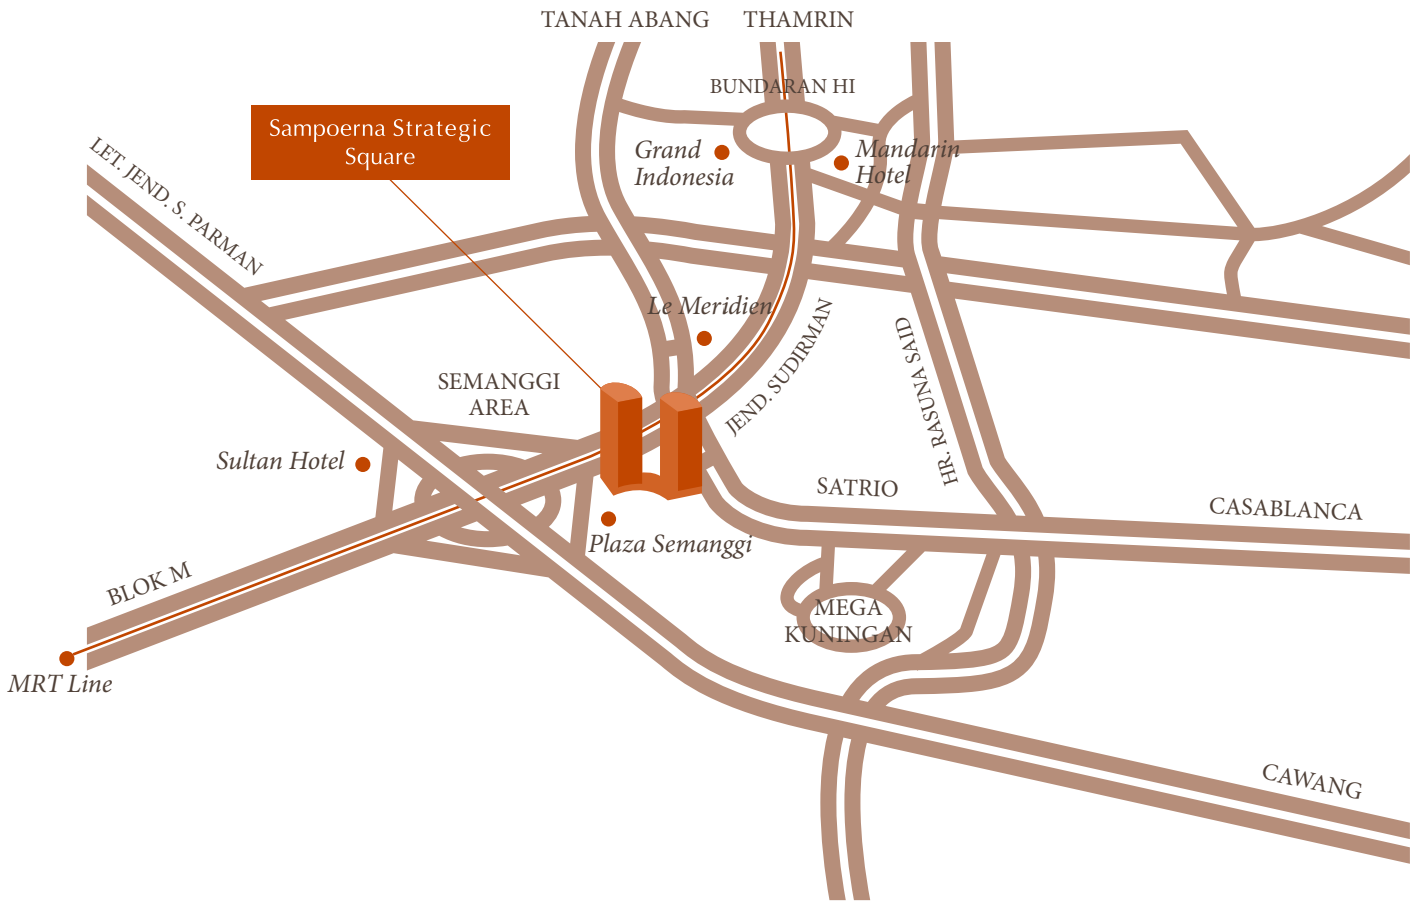 TANAH ABANG
THAMRIN
BUNDARAN HI
Sampoerna Strategic
Square
LET. JEND. S. PARMAN
Grand
Indonesia
Mandarin
Hotel
Le Meridien
JEND. SUDIRMAN
HR. RASUNA SAID
SEMANGGI
AREA
Sultan Hotel
SATRIO
CASABLANCA
Plaza Semanggi
BLOK M
MEGA
KUNINGAN
MRT Line
CAWANG